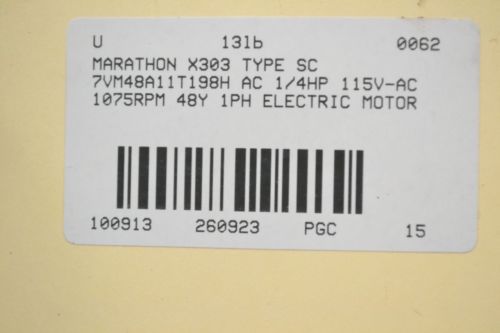 U 13lb 0062
MARATHON X303 TYPE SC
7VM48A11T198H AC 1/4HP 115V-AC
1075RPM 48Y 1PH ELECTRIC MOTOR
100913 260923 PGC 15